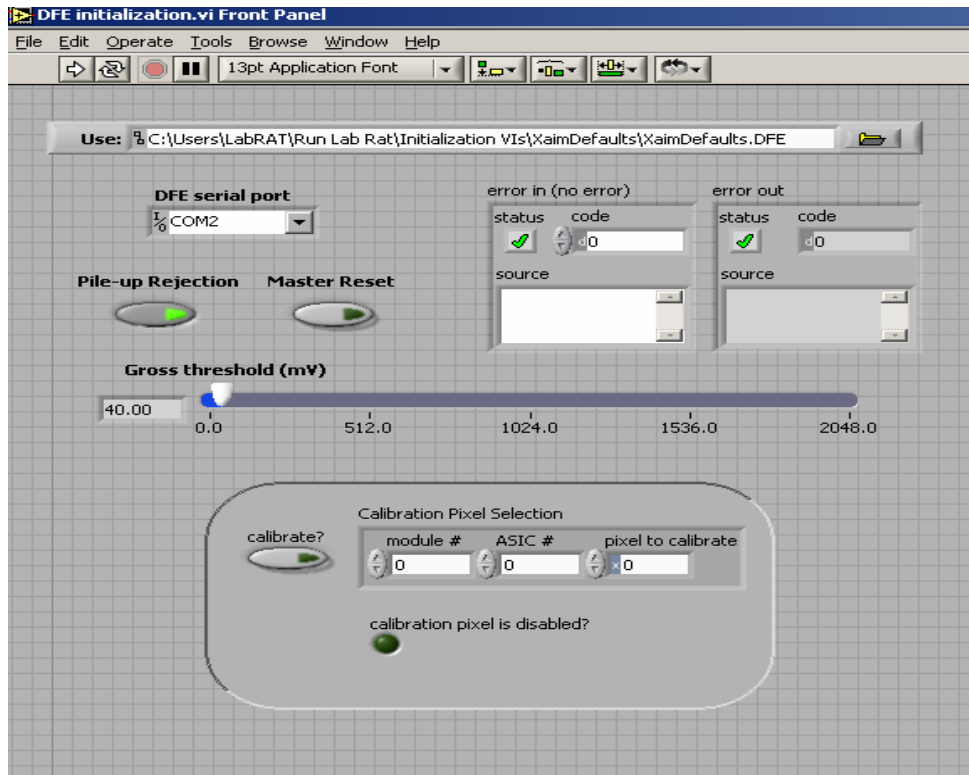 DFE initialization.vi Front Panel
File Edit Operate Tools Browse Window Help
13pt Application Font
Use: C:\Users\LabRAT\Run Lab Rat\Initialization VIs\XaimDefaults\XaimDefaults.DFE
DFE serial port
I/O COM2
error in (no error)
status code
d 0
source
error out
status code
d 0
source
Pile-up Rejection Master Reset
Gross threshold (mV)
40.00
0.0 512.0 1024.0 1536.0 2048.0
calibrate?
Calibration Pixel Selection
module # ASIC # pixel to calibrate
0 0 x 0
calibration pixel is disabled?